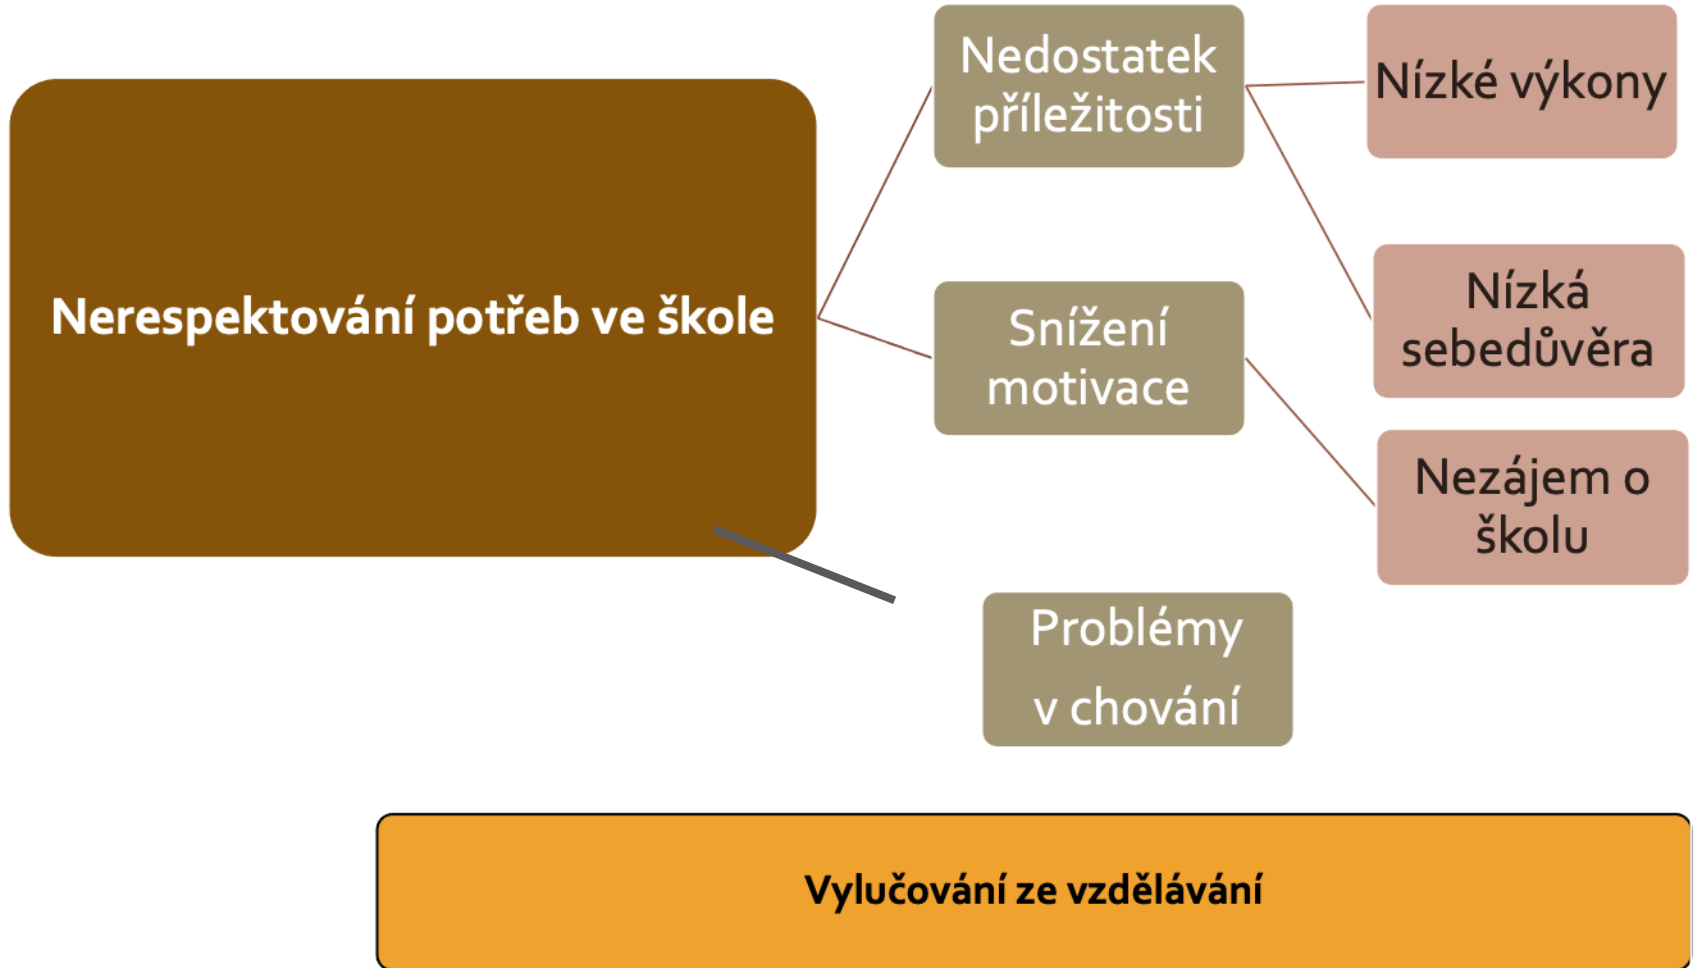 Nerespektování potřeb ve škole
Nedostatek
příležitosti
Nízké výkony
Nízká
sebedůvěra
Snížení
motivace
Nezájem o
školu
Problémy
v chování
Vylučování ze vzdělávání